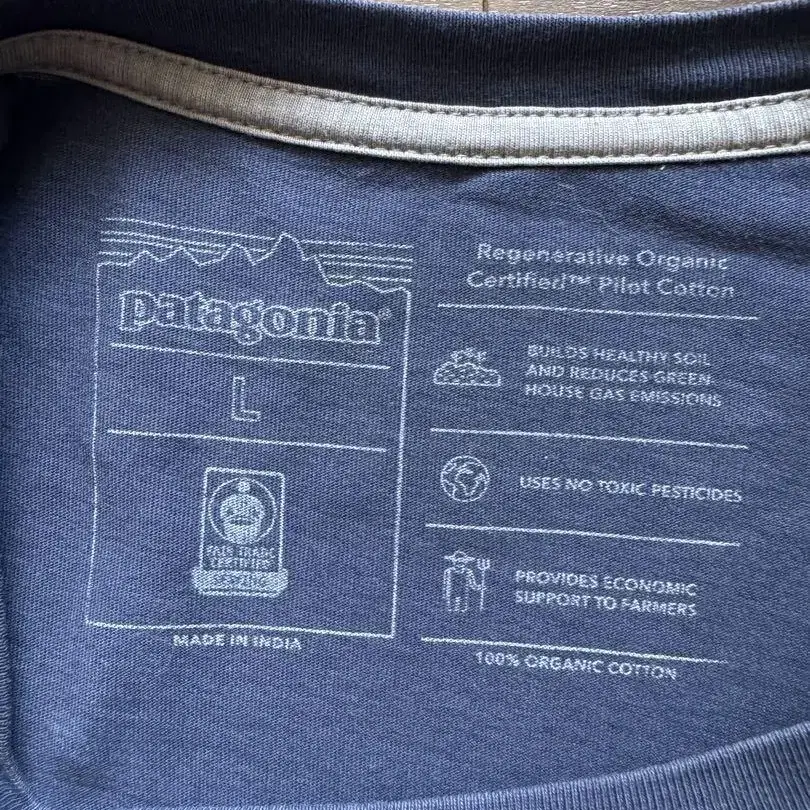 patagonia®
L
FAIR TRADE
CERTIFIED
MADE IN INDIA
Regenerative Organic
Certified™ Pilot Cotton
BUILDS HEALTHY SOIL
AND REDUCES GREEN-
HOUSE GAS EMISSIONS
USES NO TOXIC PESTICIDES
PROVIDES ECONOMIC
SUPPORT TO FARMERS
100% ORGANIC COTTON